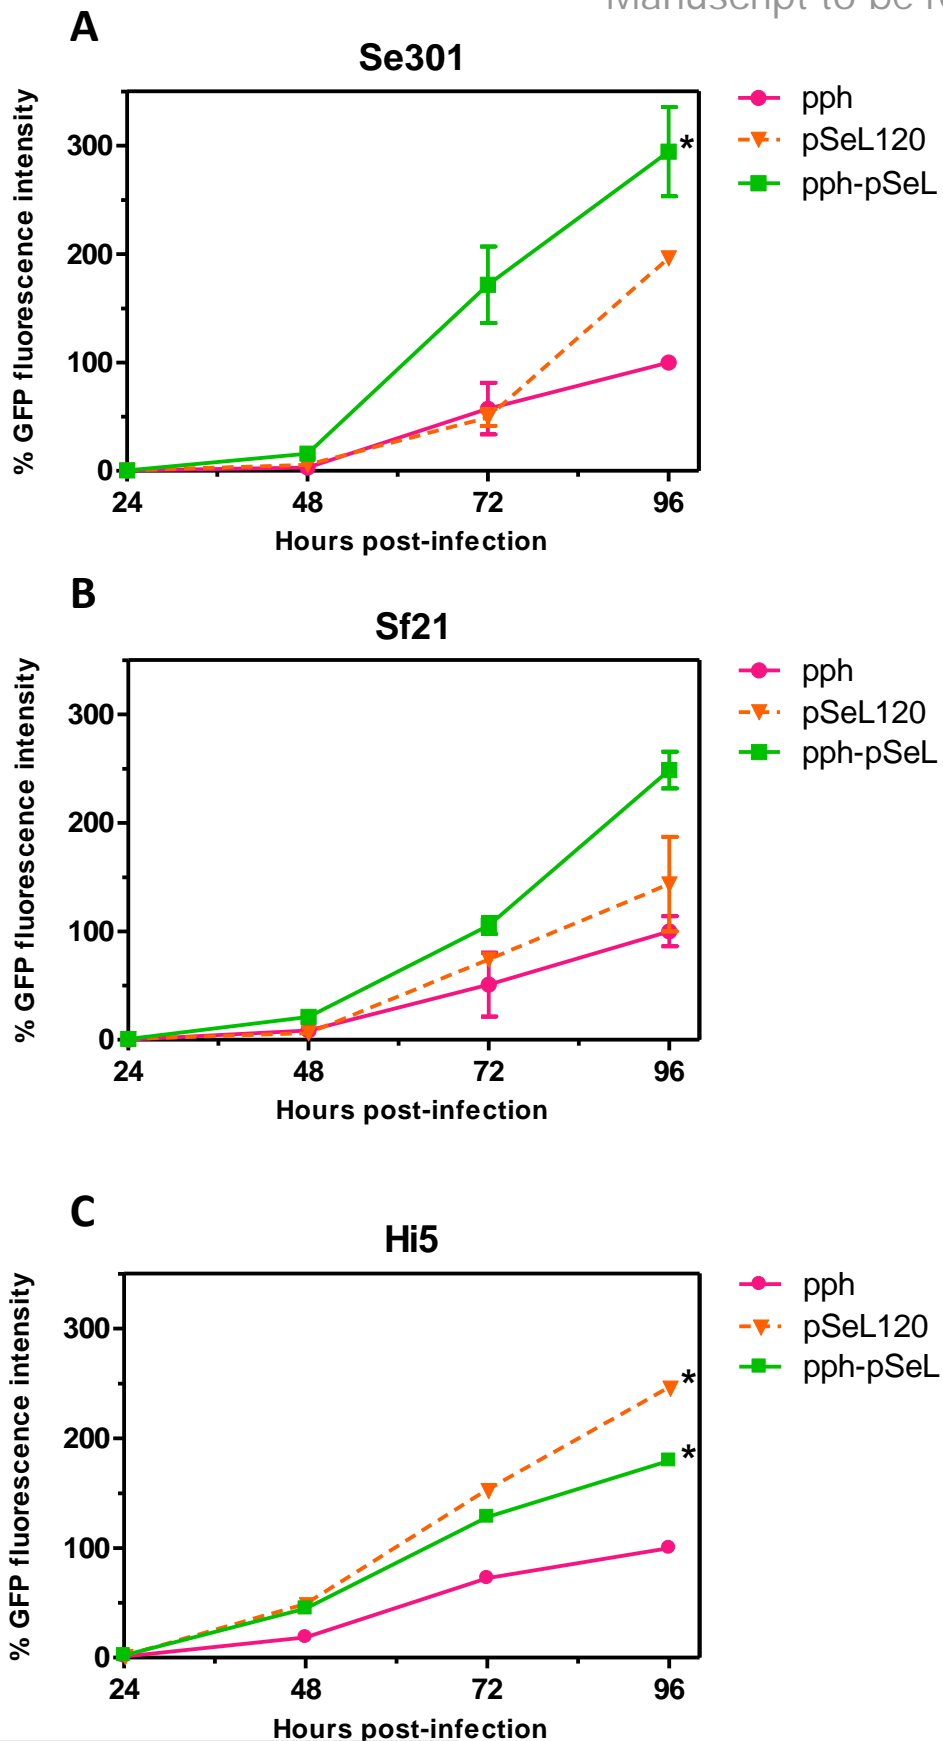 Manuscript to be
A
Se301
% GFP fluorescence intensity
300
200
100
0
24 48 72 96
Hours post-infection
*
pph
pSeL120
pph-pSeL
B
Sf21
% GFP fluorescence intensity
300
200
100
0
24 48 72 96
Hours post-infection
pph
pSeL120
pph-pSeL
C
Hi5
% GFP fluorescence intensity
300
200
100
0
24 48 72 96
Hours post-infection
*
*
pph
pSeL120
pph-pSeL